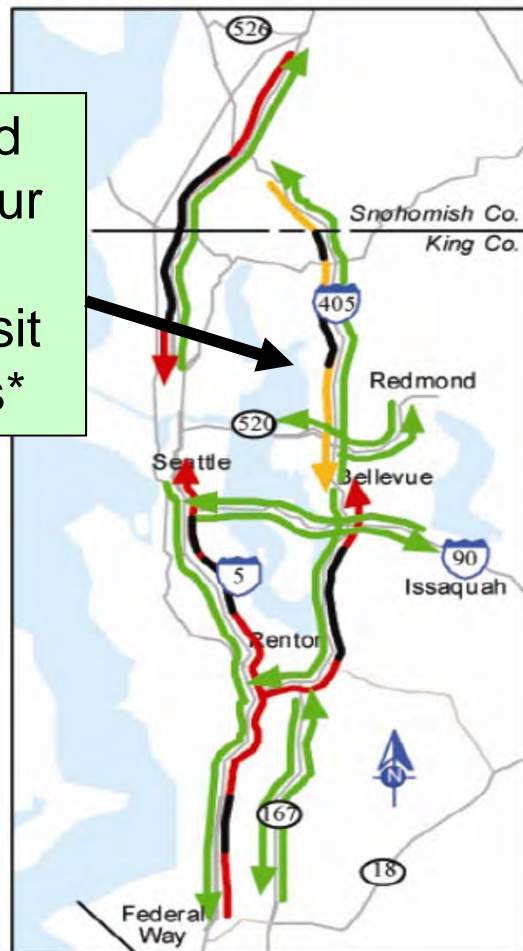 d
ur
sit
s*
526
Snohomish Co.
King Co.
405
Redmond
520
Seattle
Bellevue
90
5
Issaquah
Renton
N
167
18
Federal
Way